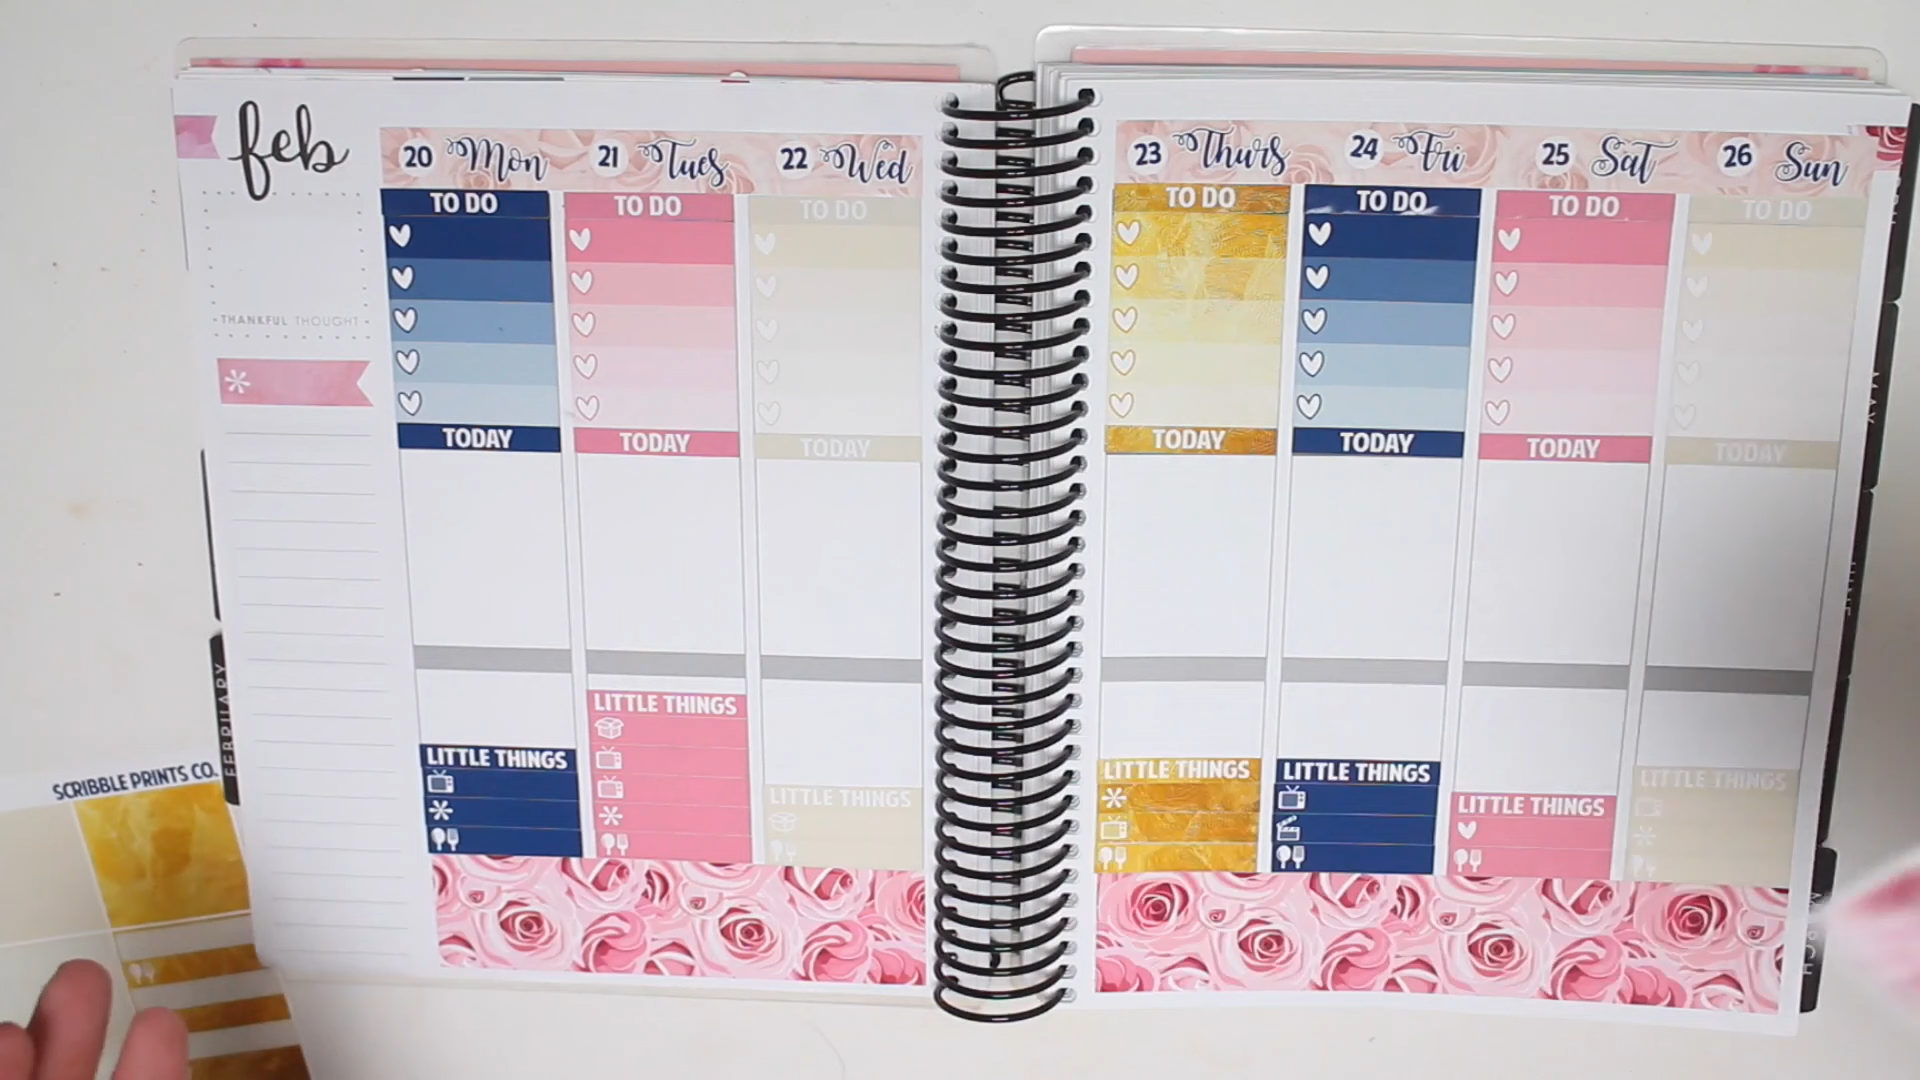 feb
20 Mon 21 Tues 22 Wed 23 Thurs 24 Fri 25 Sat 26 Sun
TO DO TO DO TO DO TO DO TO DO TO DO TO DO
THANKFUL THOUGHT
TODAY TODAY TODAY TODAY TODAY TODAY TODAY
LITTLE THINGS
LITTLE THINGS LITTLE THINGS LITTLE THINGS LITTLE THINGS LITTLE THINGS LITTLE THINGS
FEBRUARY
SCRIBBLE PRINTS CO.
MAY
JUNE